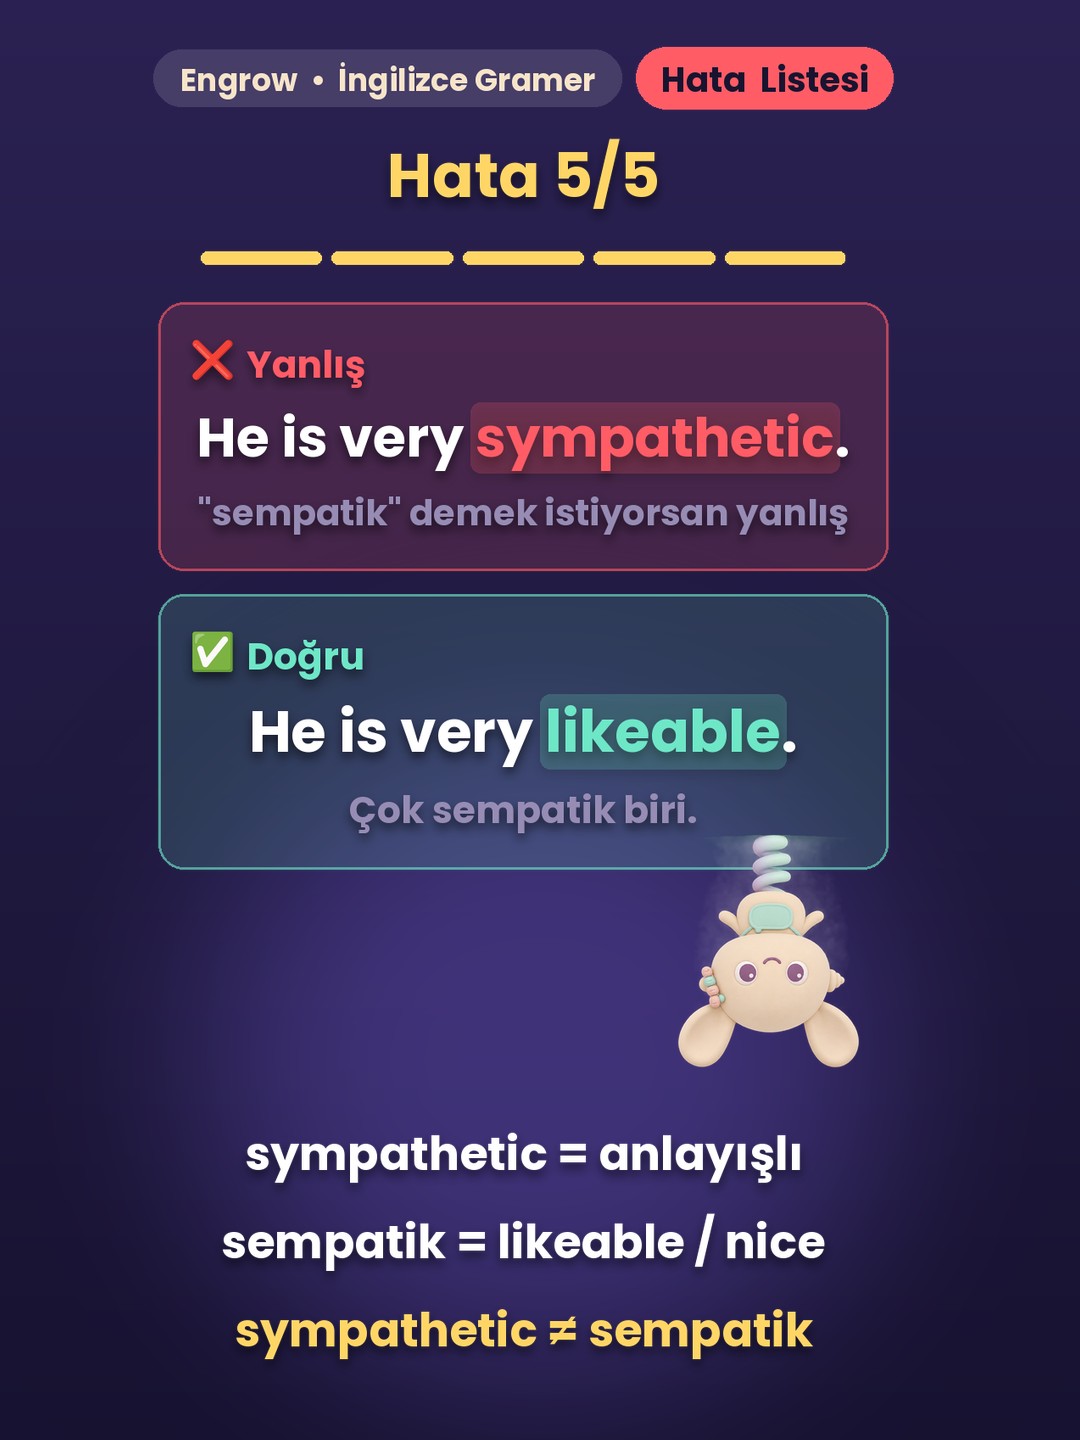 Engrow • İngilizce Gramer
Hata Listesi
Hata 5/5
❌ Yanlış
He is very sympathetic.
"sempatik" demek istiyorsan yanlış
✅ Doğru
He is very likeable.
Çok sempatik biri.
sympathetic = anlayışlı
sempatik = likeable / nice
sympathetic ≠ sempatik